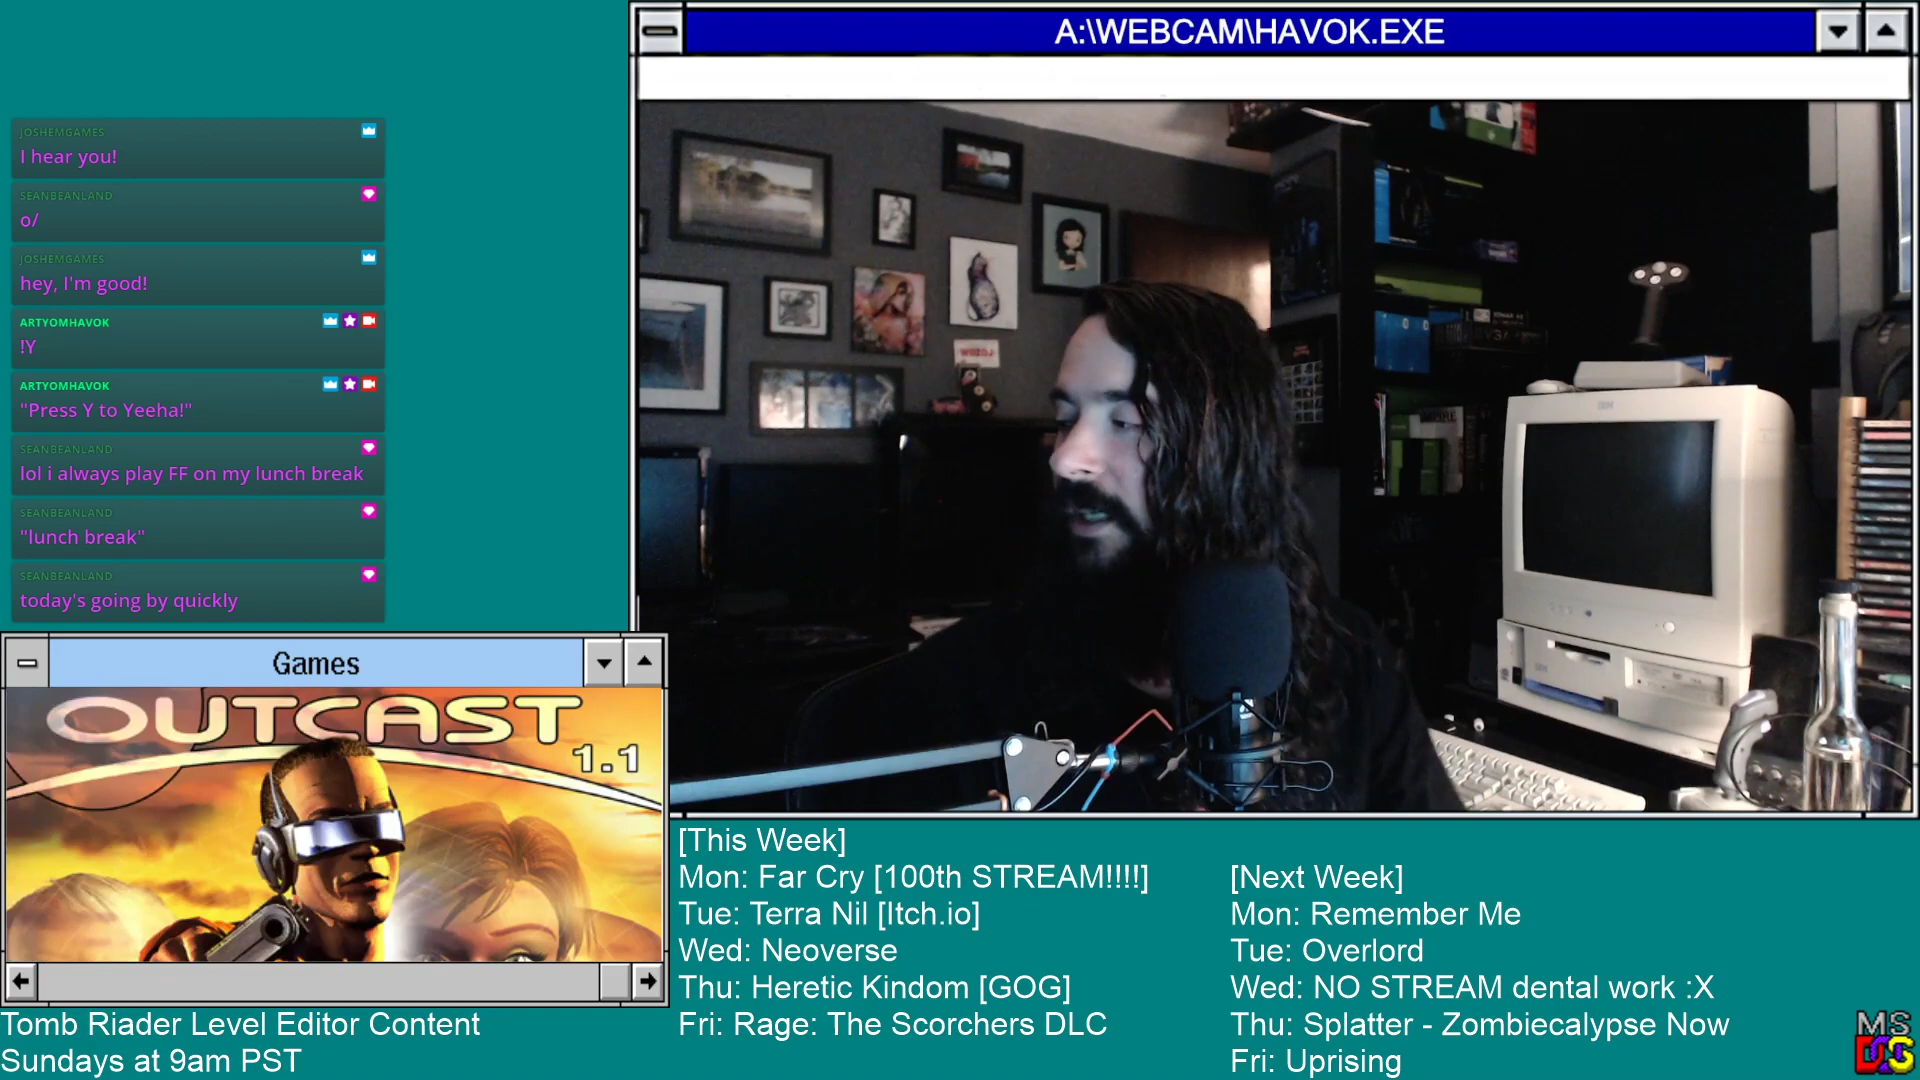 A:\WEBCAM\HAVOK.EXE
JOSHEMGAMES
I hear you!
SEANBEANLAND
o/
JOSHEMGAMES
hey, I'm good!
ARTYOMHAVOK
!Y
ARTYOMHAVOK
"Press Y to Yeeha!"
SEANBEANLAND
lol i always play FF on my lunch break
SEANBEANLAND
"lunch break"
SEANBEANLAND
today's going by quickly
Games
OUTCAST
1.1
Tomb Riader Level Editor Content
Sundays at 9am PST
[This Week]
Mon: Far Cry [100th STREAM!!!!]
Tue: Terra Nil [Itch.io]
Wed: Neoverse
Thu: Heretic Kindom [GOG]
Fri: Rage: The Scorchers DLC
[Next Week]
Mon: Remember Me
Tue: Overlord
Wed: NO STREAM dental work :X
Thu: Splatter - Zombiecalypse Now
Fri: Uprising
MS
DOS